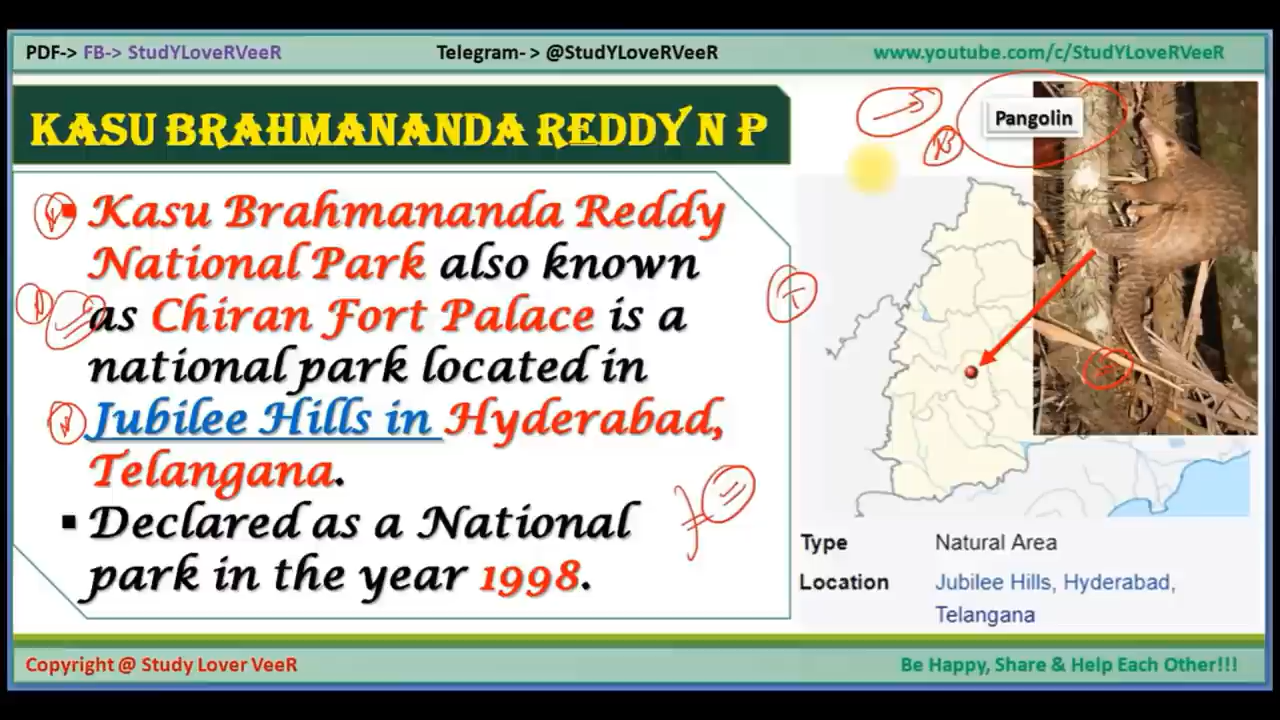 PDF-> FB-> StudYLoveRVeeR
Telegram- > @StudYLoveRVeeR
www.youtube.com/c/StudYLoveRVeeR
KASU BRAHMANANDA REDDY N P
Pangolin
▪ Kasu Brahmananda Reddy
National Park also known
as Chiran Fort Palace is a
national park located in
Jubilee Hills in Hyderabad,
Telangana.
▪ Declared as a National
park in the year 1998.
Type Natural Area
Location Jubilee Hills, Hyderabad,
Telangana
Copyright @ Study Lover VeeR
Be Happy, Share & Help Each Other!!!